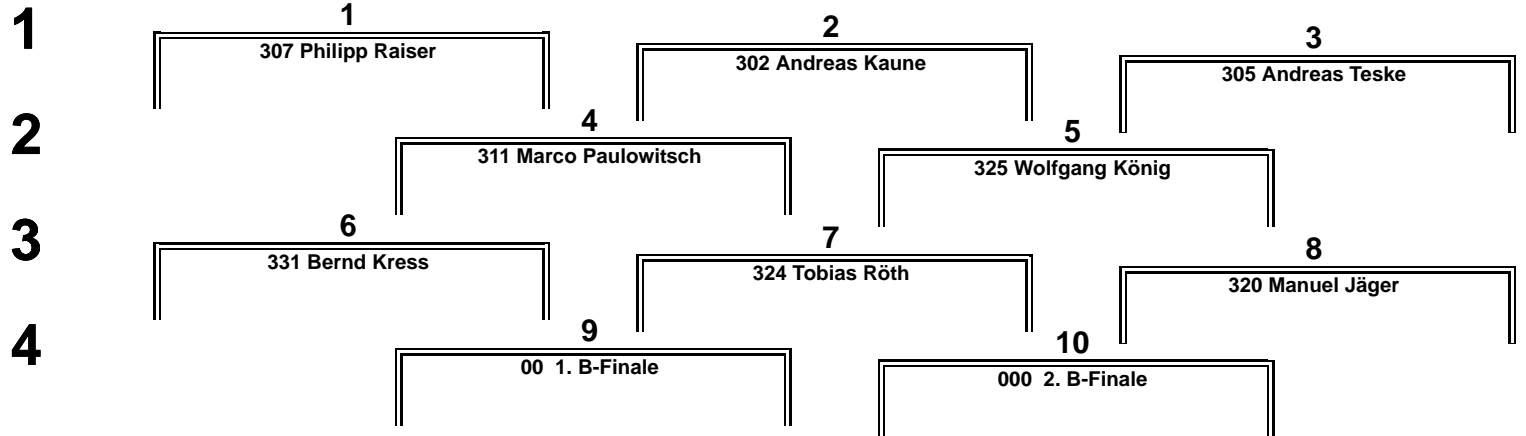 1
1
307 Philipp Raiser
2
302 Andreas Kaune
3
305 Andreas Teske
2
4
311 Marco Paulowitsch
5
325 Wolfgang König
3
6
331 Bernd Kress
7
324 Tobias Röth
8
320 Manuel Jäger
4
9
00 1. B-Finale
10
000 2. B-Finale